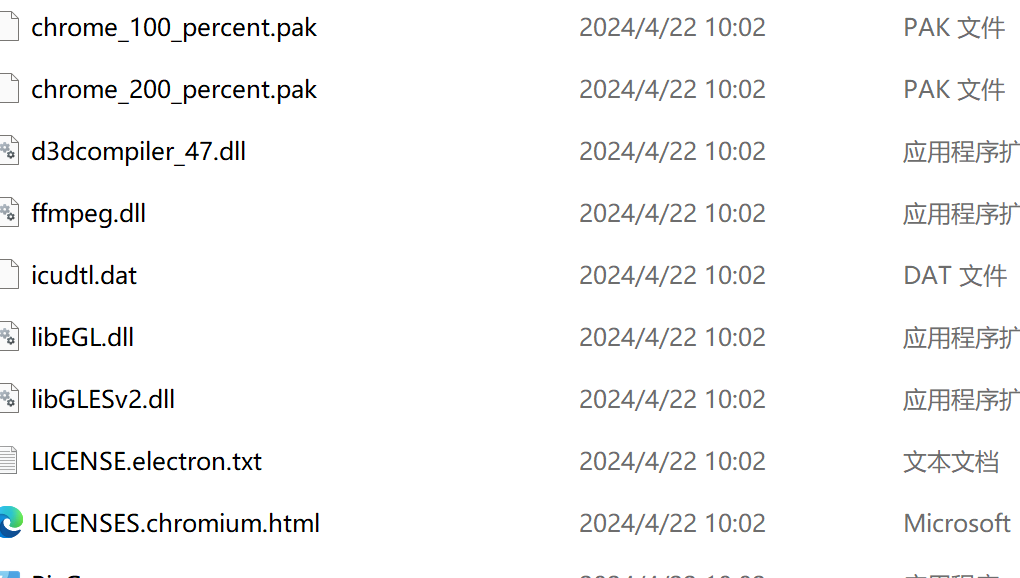 chrome_100_percent.pak 2024/4/22 10:02 PAK 文件
chrome_200_percent.pak 2024/4/22 10:02 PAK 文件
d3dcompiler_47.dll 2024/4/22 10:02 应用程序扩
ffmpeg.dll 2024/4/22 10:02 应用程序扩
icudtl.dat 2024/4/22 10:02 DAT 文件
libEGL.dll 2024/4/22 10:02 应用程序扩
libGLESv2.dll 2024/4/22 10:02 应用程序扩
LICENSE.electron.txt 2024/4/22 10:02 文本文档
LICENSES.chromium.html 2024/4/22 10:02 Microsoft